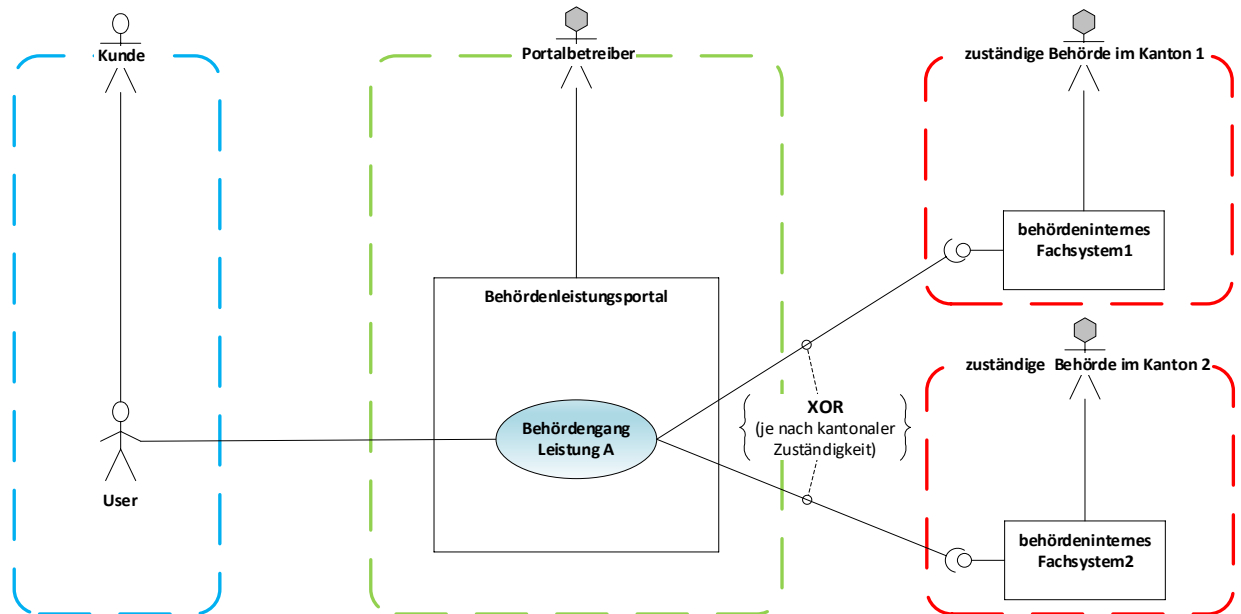 Kunde
Portalbetreiber
zuständige Behörde im Kanton 1
behördeninternes
Fachsystem1
Behördenleistungsportal
zuständige Behörde im Kanton 2
XOR
(je nach kantonaler
Zuständigkeit)
Behördengang
Leistung A
User
behördeninternes
Fachsystem2